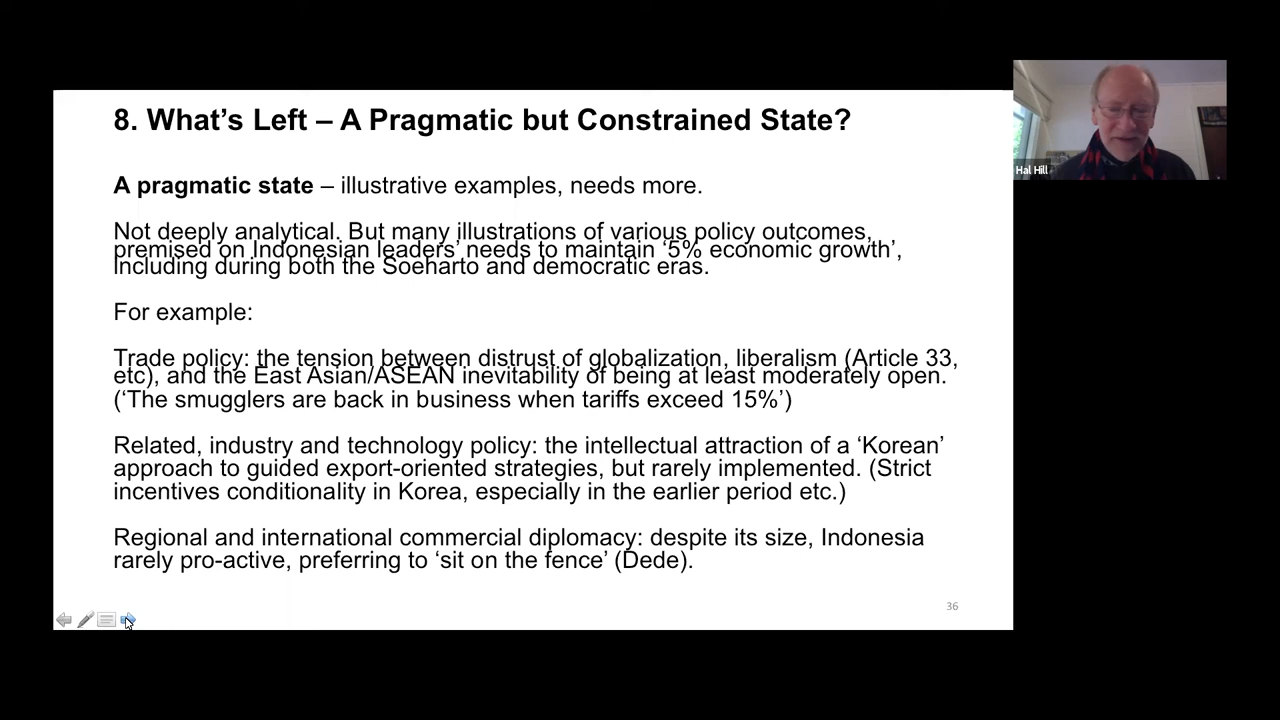 8. What’s Left – A Pragmatic but Constrained State?
A pragmatic state – illustrative examples, needs more.
Not deeply analytical. But many illustrations of various policy outcomes,
premised on Indonesian leaders’ needs to maintain ‘5% economic growth’,
Including during both the Soeharto and democratic eras.
For example:
Trade policy: the tension between distrust of globalization, liberalism (Article 33,
etc), and the East Asian/ASEAN inevitability of being at least moderately open.
(‘The smugglers are back in business when tariffs exceed 15%’)
Related, industry and technology policy: the intellectual attraction of a ‘Korean’
approach to guided export-oriented strategies, but rarely implemented. (Strict
incentives conditionality in Korea, especially in the earlier period etc.)
Regional and international commercial diplomacy: despite its size, Indonesia
rarely pro-active, preferring to ‘sit on the fence’ (Dede).
36
Hal Hill